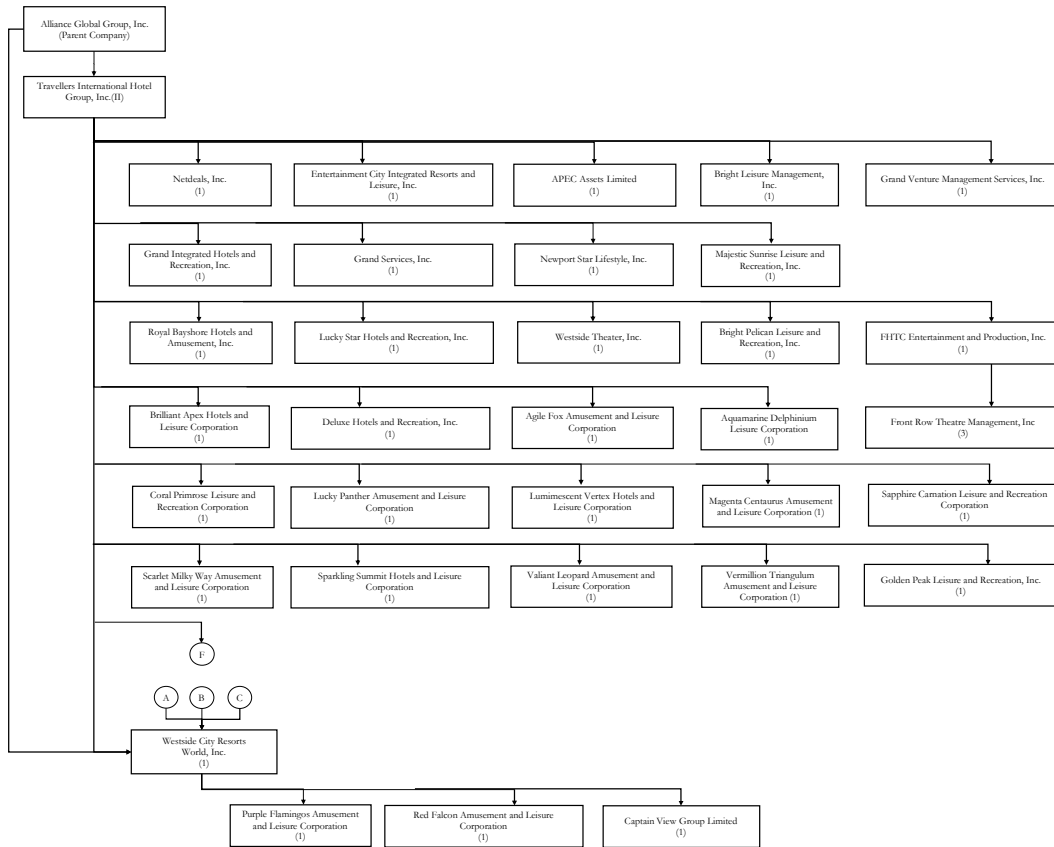 Alliance Global Group, Inc.
(Parent Company)
Travellers International Hotel
Group, Inc.(II)
Netdeals, Inc.
(1)
Entertainment City Integrated Resorts and
Leisure, Inc.
(1)
APEC Assets Limited
(1)
Bright Leisure Management,
Inc.
(1)
Grand Venture Management Services, Inc.
(1)
Grand Integrated Hotels and
Recreation, Inc.
(1)
Grand Services, Inc.
(1)
Newport Star Lifestyle, Inc.
(1)
Majestic Sunrise Leisure and
Recreation, Inc.
(1)
Royal Bayshore Hotels and
Amusement, Inc.
(1)
Lucky Star Hotels and Recreation, Inc.
(1)
Westside Theater, Inc.
(1)
Bright Pelican Leisure and
Recreation, Inc.
(1)
FHTC Entertainment and Production, Inc.
(1)
Brilliant Apex Hotels and
Leisure Corporation
(1)
Deluxe Hotels and Recreation, Inc.
(1)
Agile Fox Amusement and Leisure
Corporation
(1)
Aquamarine Delphinium
Leisure Corporation
(1)
Front Row Theatre Management, Inc
(3)
Coral Primrose Leisure and
Recreation Corporation
(1)
Lucky Panther Amusement and Leisure
Corporation
(1)
Lumimescent Vertex Hotels and
Leisure Corporation
(1)
Magenta Centaurus Amusement
and Leisure Corporation (1)
Sapphire Carnation Leisure and Recreation
Corporation
(1)
Scarlet Milky Way Amusement
and Leisure Corporation
(1)
Sparkling Summit Hotels and Leisure
Corporation
(1)
Valiant Leopard Amusement and
Leisure Corporation
(1)
Vermillion Triangulum
Amusement and Leisure
Corporation (1)
Golden Peak Leisure and Recreation, Inc.
(1)
F
A
B
C
Westside City Resorts
World, Inc.
(1)
Purple Flamingos Amusement
and Leisure Corporation
(1)
Red Falcon Amusement and Leisure
Corporation
(1)
Captain View Group Limited
(1)